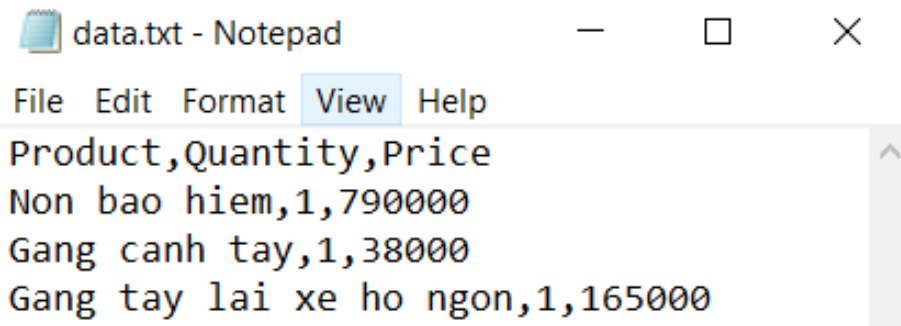 data.txt - Notepad
File Edit Format View Help
Product,Quantity,Price
Non bao hiem,1,790000
Gang canh tay,1,38000
Gang tay lai xe ho ngon,1,165000